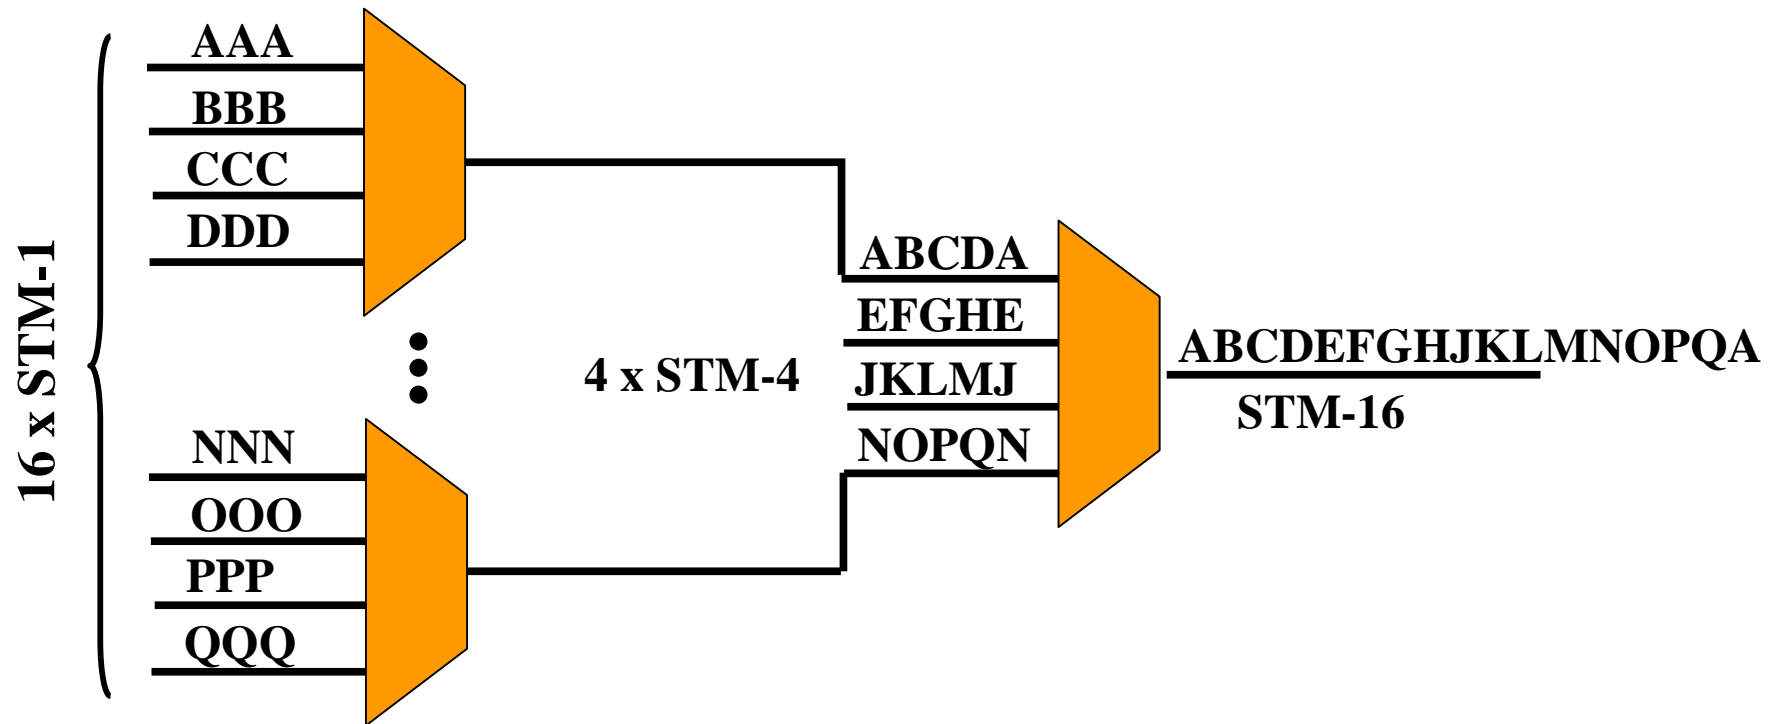 16 x STM-1
AAA
BBB
CCC
DDD
NNN
OOO
PPP
QQQ
4 x STM-4
ABCDA
EFGHE
JKLMJ
NOPQN
ABCDEFGHJKLMNOPQA
STM-16